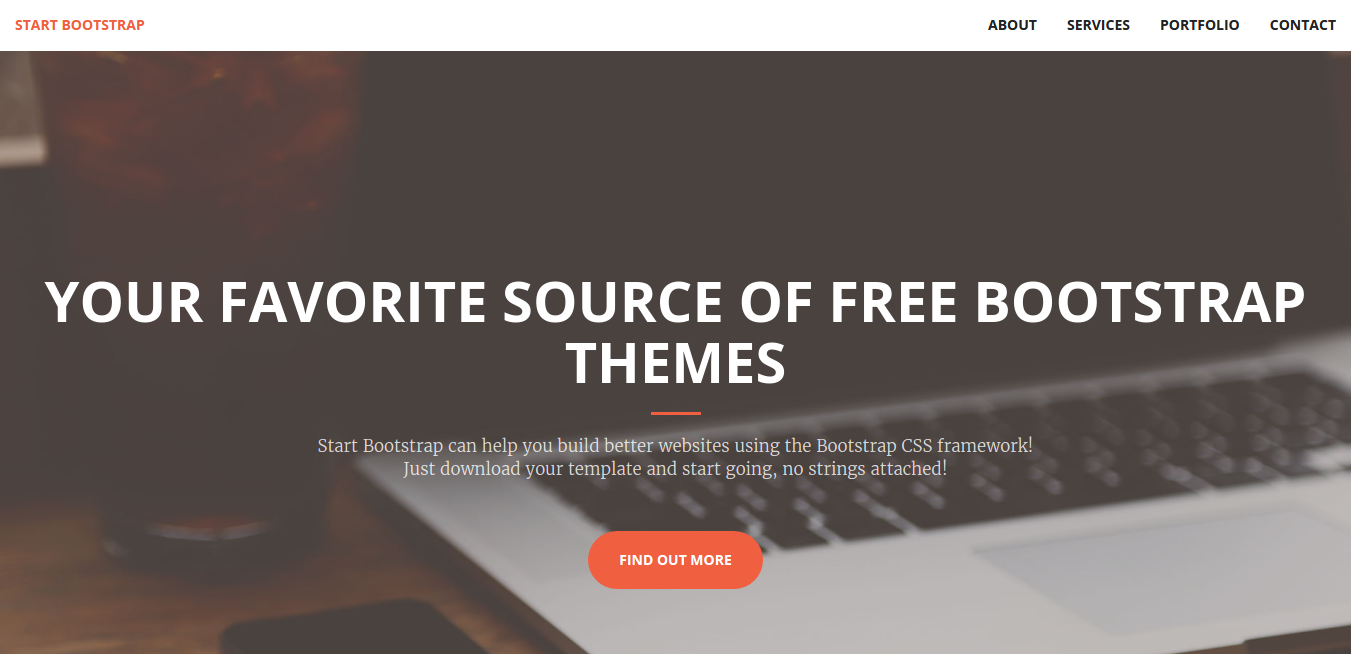 START BOOTSTRAP
ABOUT SERVICES PORTFOLIO CONTACT
YOUR FAVORITE SOURCE OF FREE BOOTSTRAP
THEMES
Start Bootstrap can help you build better websites using the Bootstrap CSS framework!
Just download your template and start going, no strings attached!
FIND OUT MORE